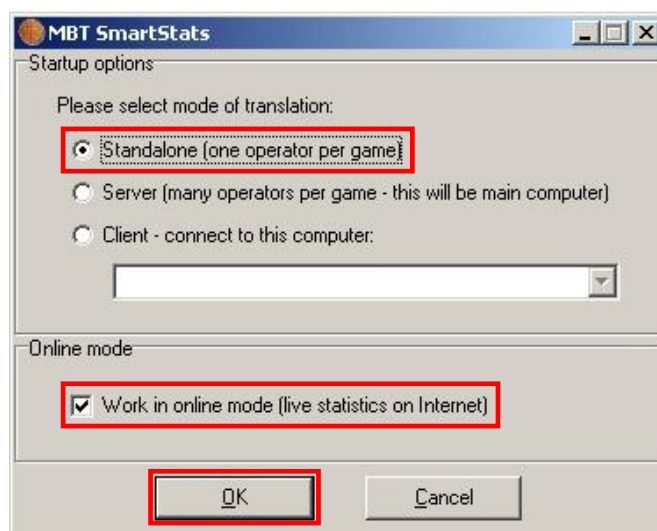 MBT SmartStats
Startup options
Please select mode of translation:
Standalone (one operator per game)
Server (many operators per game - this will be main computer)
Client - connect to this computer:
Online mode
Work in online mode (live statistics on Internet)
OK Cancel